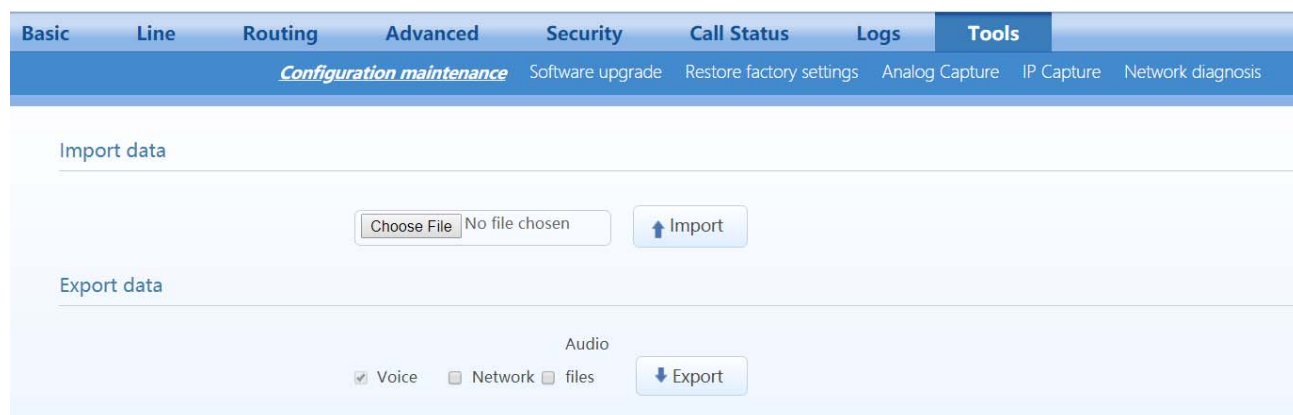 Basic Line Routing Advanced Security Call Status Logs Tools
Configuration maintenance Software upgrade Restore factory settings Analog Capture IP Capture Network diagnosis
Import data
Choose File No file chosen Import
Export data
Audio
Voice Network files Export